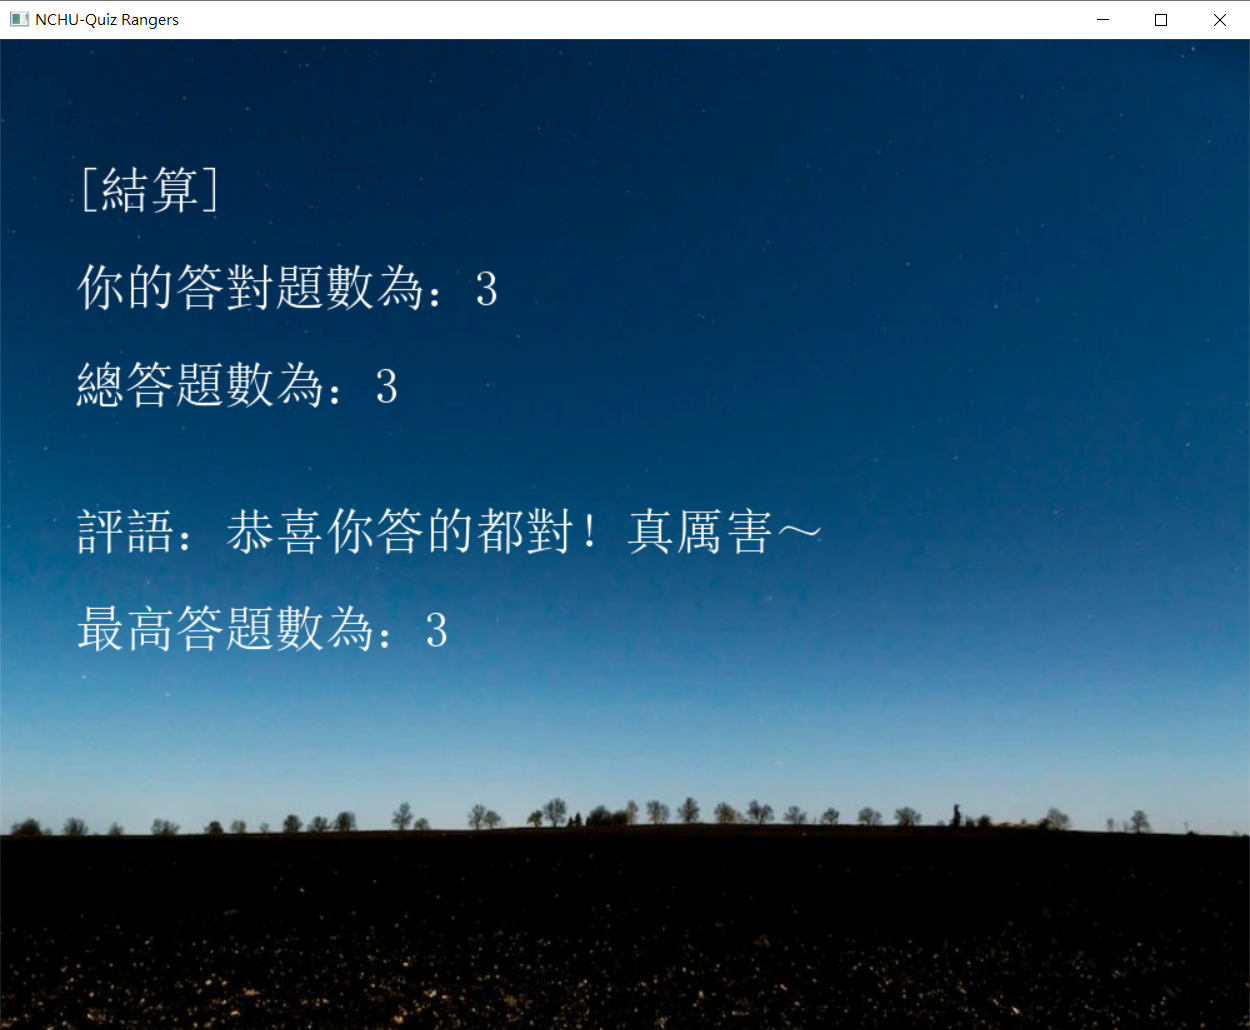 NCHU-Quiz Rangers
[結算]
你的答對題數為：3
總答題數為：3
評語：恭喜你答的都對！真厲害～
最高答題數為：3